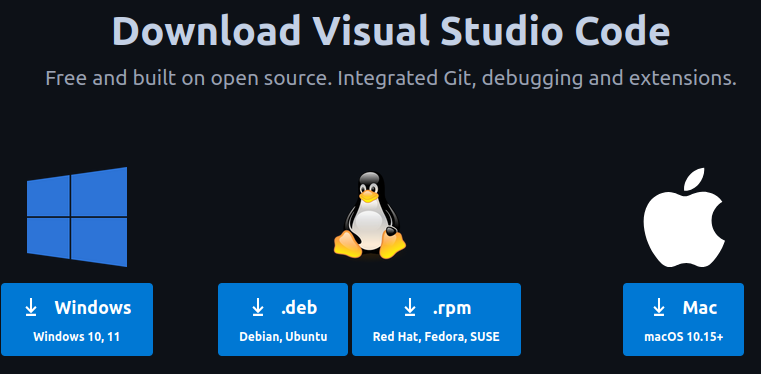 Download Visual Studio Code
Free and built on open source. Integrated Git, debugging and extensions.
Windows
Windows 10, 11
.deb
Debian, Ubuntu
.rpm
Red Hat, Fedora, SUSE
Mac
macOS 10.15+